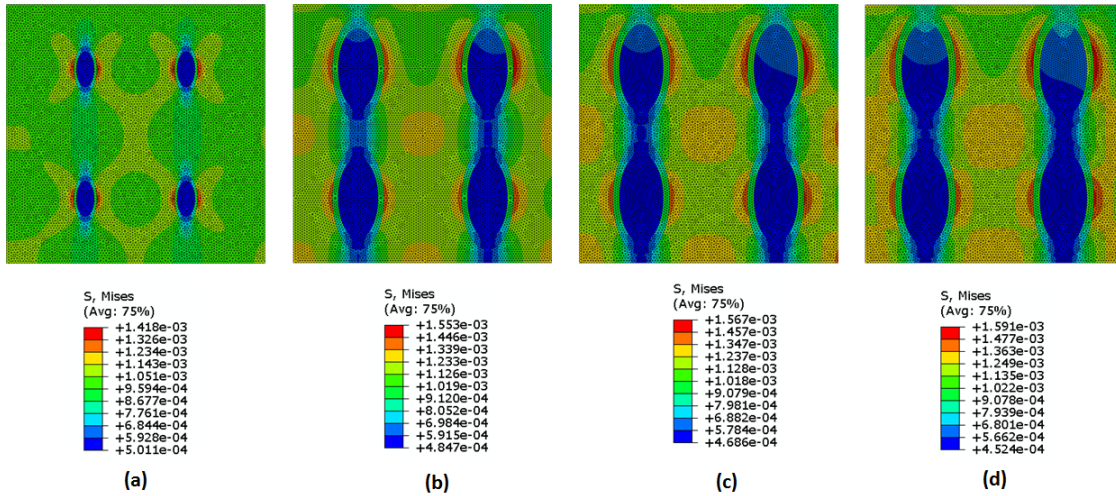 S, Mises
(Avg: 75%)
+1.418e-03
+1.326e-03
+1.234e-03
+1.143e-03
+1.051e-03
+9.594e-04
+8.677e-04
+7.761e-04
+6.844e-04
+5.928e-04
+5.011e-04
(a)
S, Mises
(Avg: 75%)
+1.553e-03
+1.446e-03
+1.339e-03
+1.233e-03
+1.126e-03
+1.019e-03
+9.120e-04
+8.052e-04
+6.984e-04
+5.915e-04
+4.847e-04
(b)
S, Mises
(Avg: 75%)
+1.567e-03
+1.457e-03
+1.347e-03
+1.237e-03
+1.128e-03
+1.018e-03
+9.079e-04
+7.981e-04
+6.882e-04
+5.784e-04
+4.686e-04
(c)
S, Mises
(Avg: 75%)
+1.591e-03
+1.477e-03
+1.363e-03
+1.249e-03
+1.135e-03
+1.022e-03
+9.078e-04
+7.939e-04
+6.801e-04
+5.662e-04
+4.524e-04
(d)